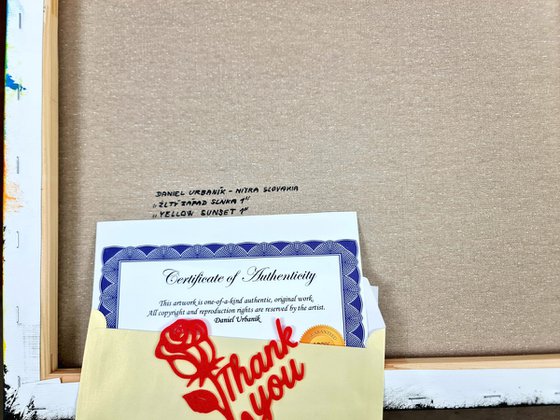 DANIEL URBANÍK - NITRA SLOVAKIA
"ŽLTÝ ZÁPAD SLNKA 1"
"YELLOW SUNSET 1"
Certificate of Authenticity
This artwork is one-of-a-kind authentic, original work.
All copyright and reproduction rights are reserved by the artist.
Daniel Urbaník
Thank
you